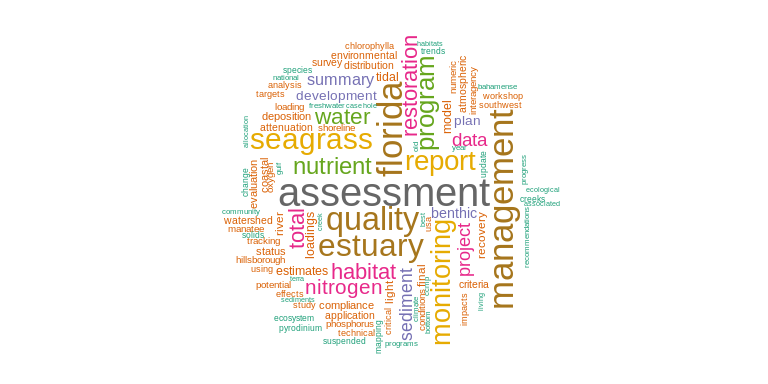 chlorophylla
habitats
environmental
trends
survey
distribution
species
national
summary
tidal
analysis
targets
development
freshwater
case
hole
loading
deposition
water
attenuation
shoreline
allocation
seagrass
florida
restoration
program
old
model
numeric
atmospheric
interagency
bahamense
workshop
southwest
plan
data
year
update
progress
management
change
evaluation
coastal
oxygen
gulf
nutrient
report
assessment
ecological
creeks
associated
community
watershed
manatee
solids
tracking
status
hillsborough
using
river
total
loadings
creek
quality
estuary
best
usa
benthic
monitoring
project
recovery
recommendations
criteria
impacts
living
estimates
terra
potential
effects
sediments
study
habitat
nitrogen
compliance
ecosystem
application
pyrodinium
phosphorus
technical
suspended
mapping
critical
light
programs
sediment
climate
conditions
final
bottom